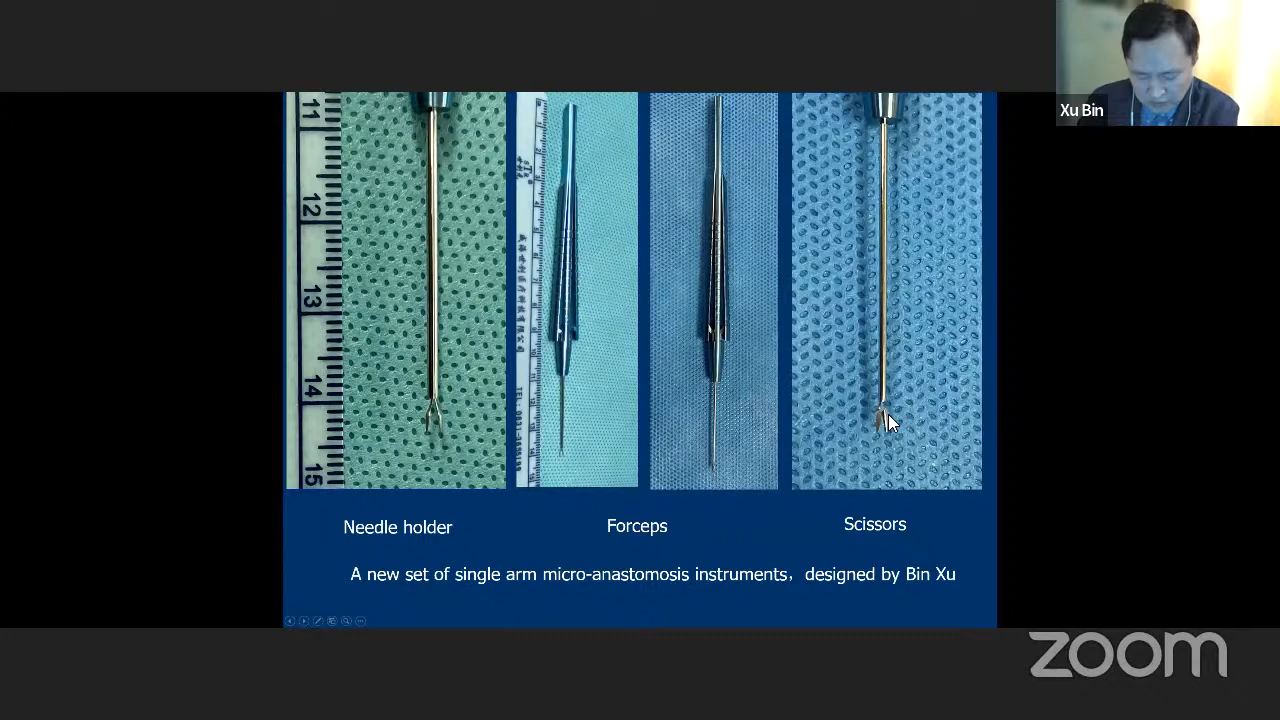 Xu Bin
11
12
13
14
15
Needle holder
Forceps
Scissors
A new set of single arm micro-anastomosis instruments, designed by Bin Xu
zoom